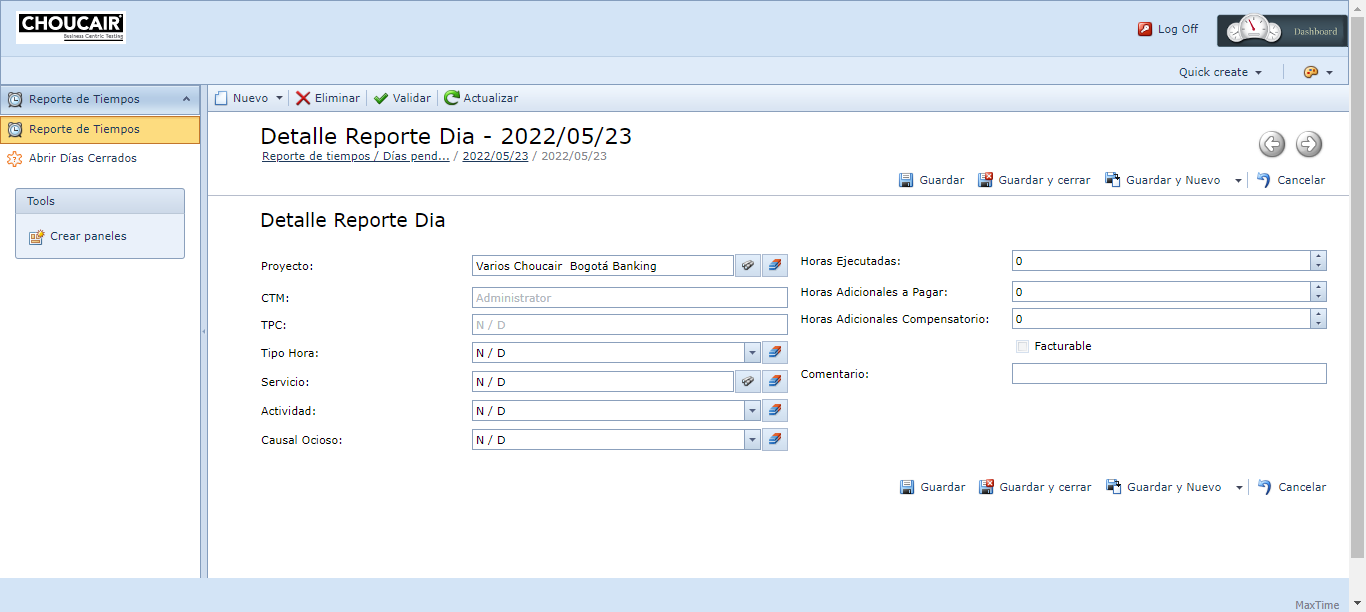 CHOUCAIR
Business Centric Testing
Log Off
Dashboard
Quick create
Reporte de Tiempos
Reporte de Tiempos
Abrir Días Cerrados
Tools
Crear paneles
Nuevo Eliminar Validar Actualizar
Detalle Reporte Dia - 2022/05/23
Reporte de tiempos / Días pend... / 2022/05/23 / 2022/05/23
Guardar Guardar y cerrar Guardar y Nuevo Cancelar
Detalle Reporte Dia
Proyecto: Varios Choucair Bogotá Banking
CTM: Administrator
TPC: N / D
Tipo Hora: N / D
Servicio: N / D
Actividad: N / D
Causal Ocioso: N / D
Horas Ejecutadas: 0
Horas Adicionales a Pagar: 0
Horas Adicionales Compensatorio: 0
Facturable
Comentario:
Guardar Guardar y cerrar Guardar y Nuevo Cancelar
MaxTime